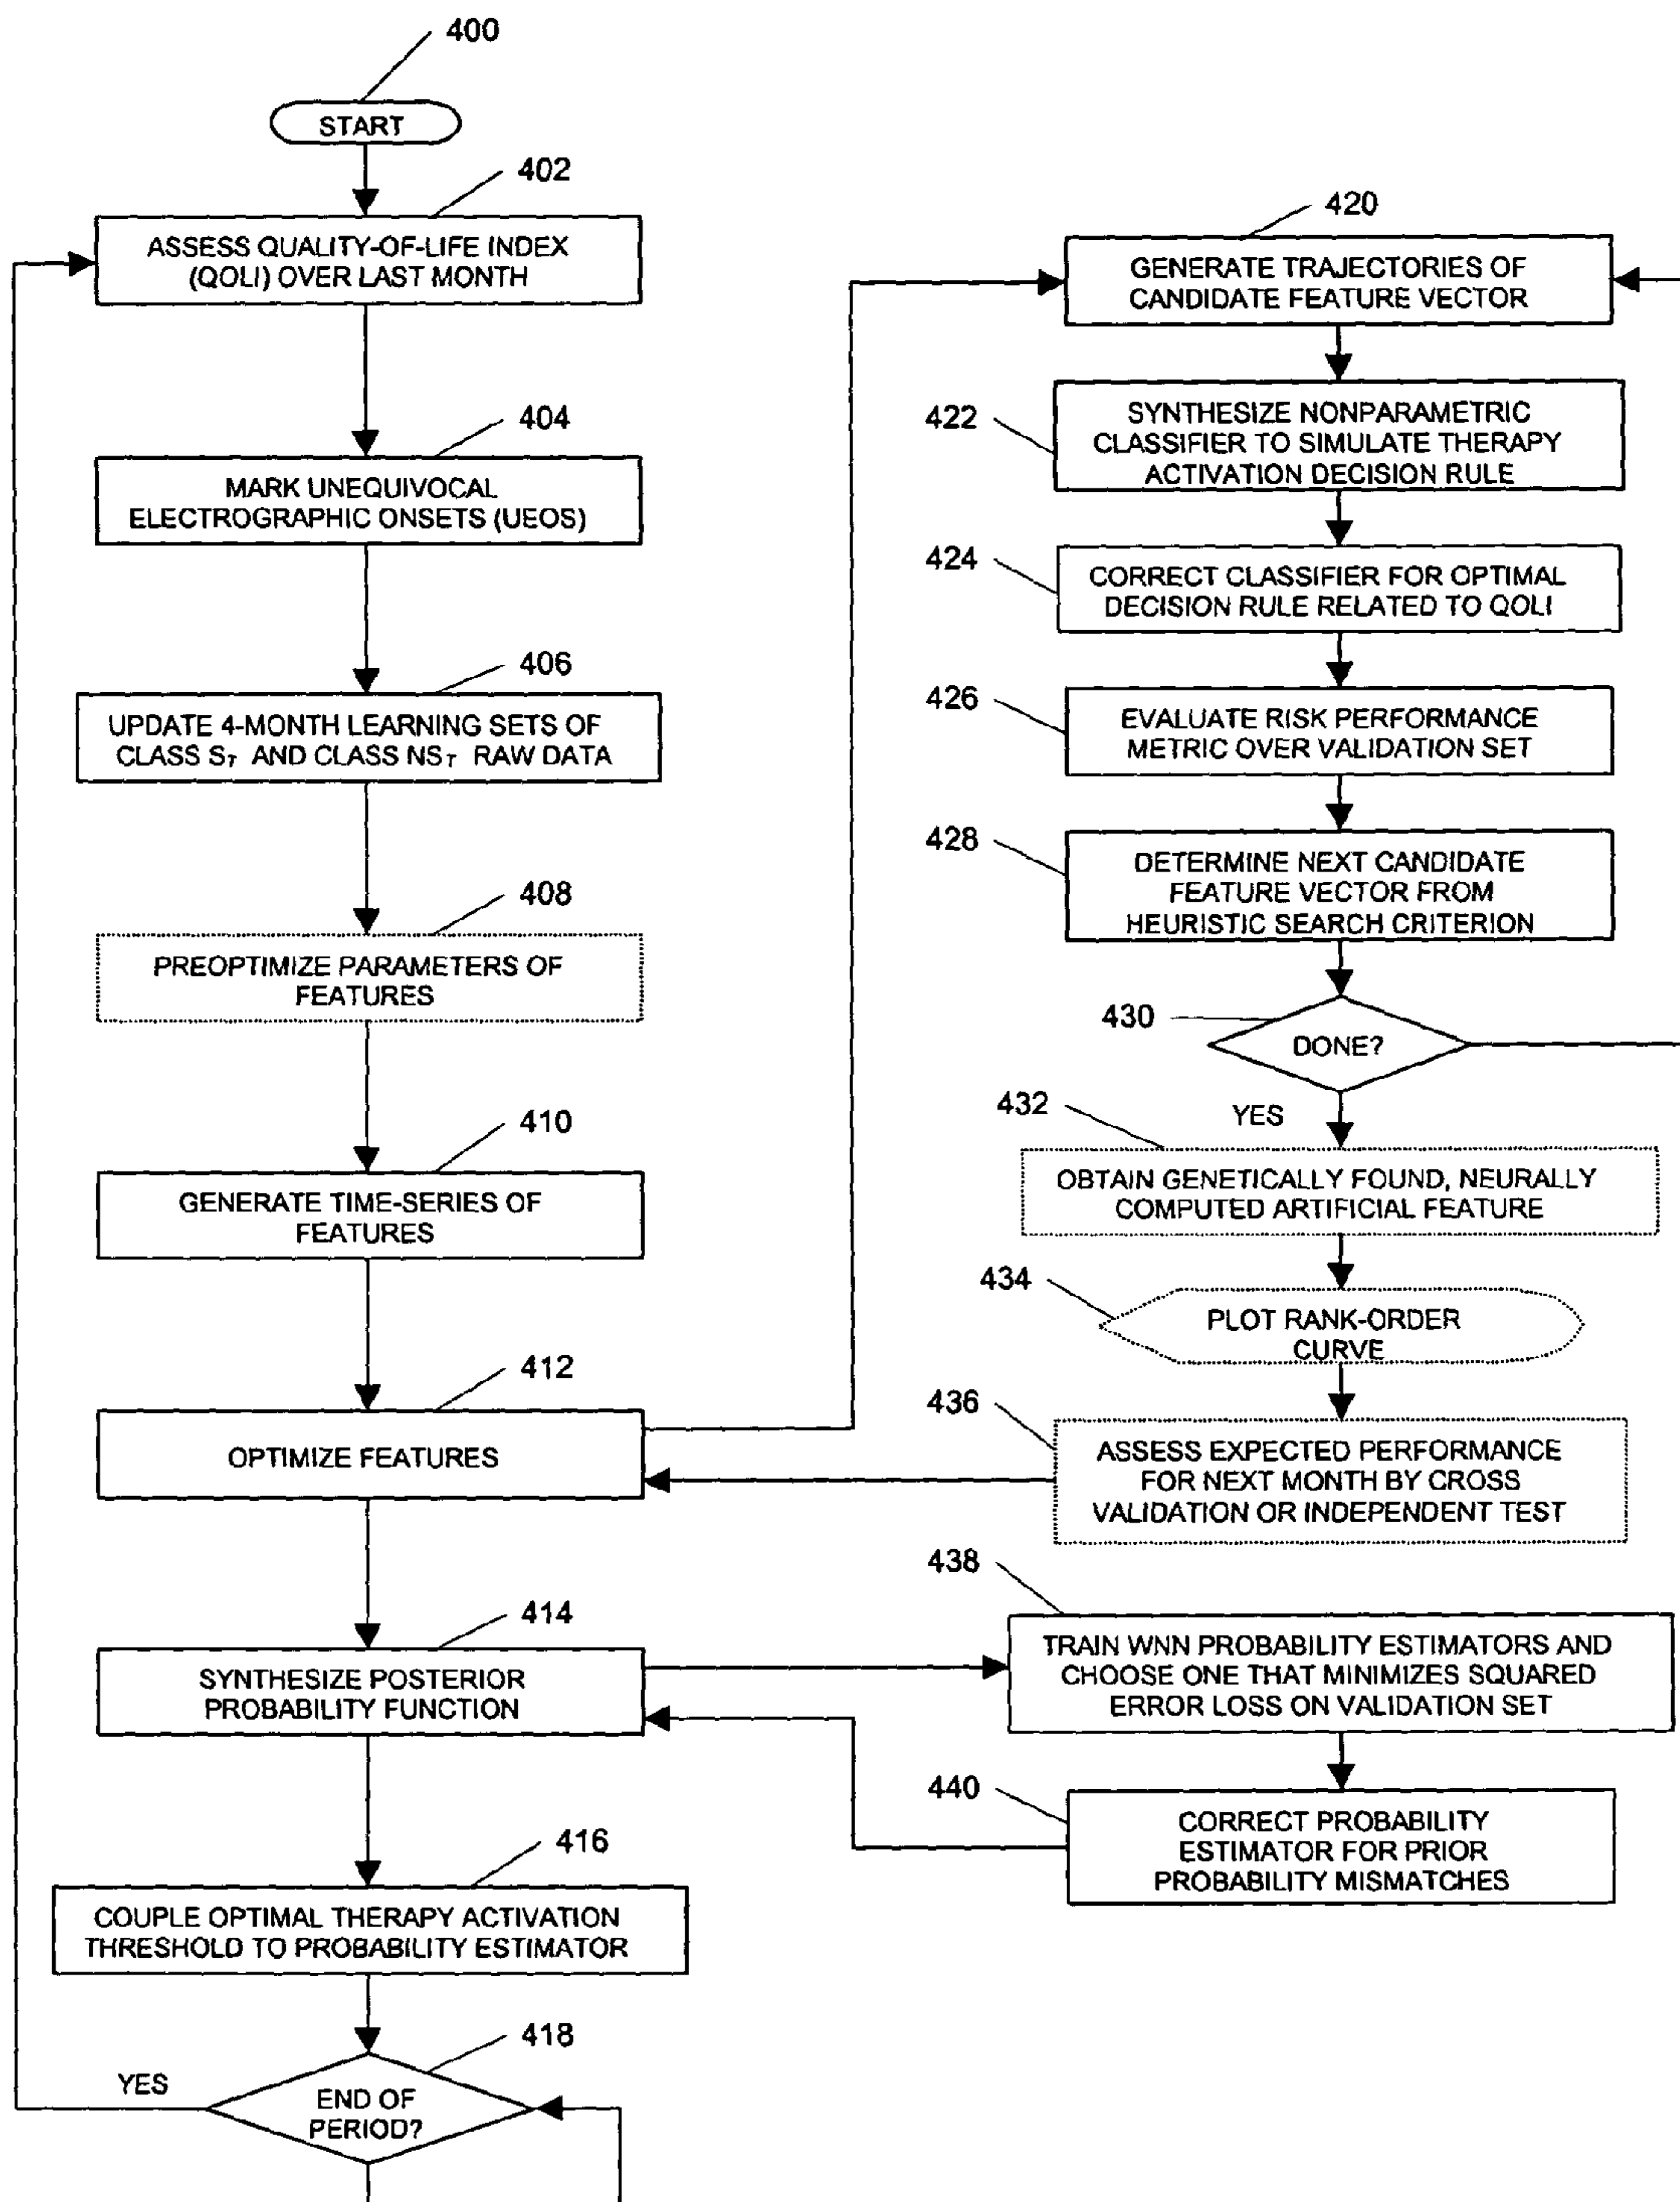 400
START
402
ASSESS QUALITY-OF-LIFE INDEX
(QOLI) OVER LAST MONTH
404
MARK UNEQUIVOCAL
ELECTROGRAPHIC ONSETS (UEOS)
406
UPDATE 4-MONTH LEARNING SETS OF
CLASS Sτ AND CLASS NSτ RAW DATA
408
PREOPTIMIZE PARAMETERS OF
FEATURES
410
GENERATE TIME-SERIES OF
FEATURES
412
OPTIMIZE FEATURES
414
SYNTHESIZE POSTERIOR
PROBABILITY FUNCTION
416
COUPLE OPTIMAL THERAPY ACTIVATION
THRESHOLD TO PROBABILITY ESTIMATOR
418
YES
END OF
PERIOD?
420
GENERATE TRAJECTORIES OF
CANDIDATE FEATURE VECTOR
422
SYNTHESIZE NONPARAMETRIC
CLASSIFIER TO SIMULATE THERAPY
ACTIVATION DECISION RULE
424
CORRECT CLASSIFIER FOR OPTIMAL
DECISION RULE RELATED TO QOLI
426
EVALUATE RISK PERFORMANCE
METRIC OVER VALIDATION SET
428
DETERMINE NEXT CANDIDATE
FEATURE VECTOR FROM
HEURISTIC SEARCH CRITERION
430
DONE?
YES
432
OBTAIN GENETICALLY FOUND, NEURALLY
COMPUTED ARTIFICIAL FEATURE
434
PLOT RANK-ORDER
CURVE
436
ASSESS EXPECTED PERFORMANCE
FOR NEXT MONTH BY CROSS
VALIDATION OR INDEPENDENT TEST
438
TRAIN WNN PROBABILITY ESTIMATORS AND
CHOOSE ONE THAT MINIMIZES SQUARED
ERROR LOSS ON VALIDATION SET
440
CORRECT PROBABILITY
ESTIMATOR FOR PRIOR
PROBABILITY MISMATCHES